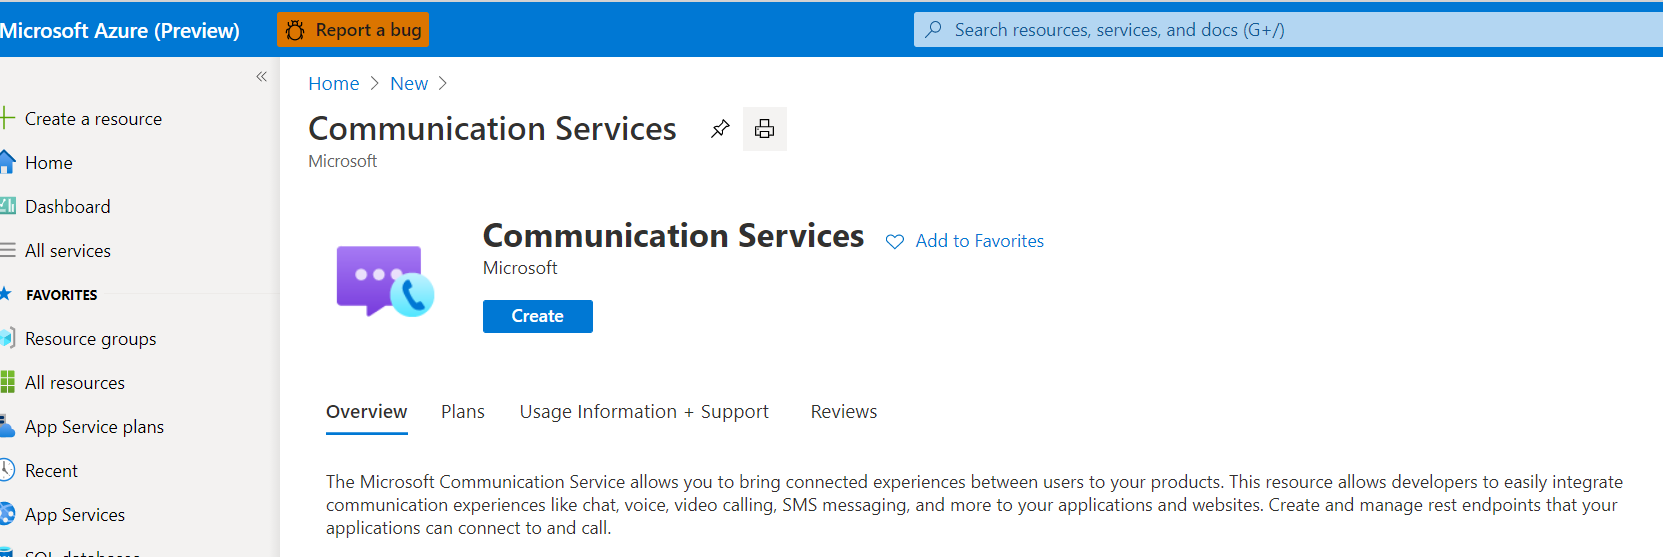 Microsoft Azure (Preview)
Report a bug
Search resources, services, and docs (G+/)
Create a resource
Home
Dashboard
All services
FAVORITES
Resource groups
All resources
App Service plans
Recent
App Services
SQL databases
Home > New >
Communication Services
Microsoft
Communication Services
Add to Favorites
Microsoft
Create
Overview Plans Usage Information + Support Reviews
The Microsoft Communication Service allows you to bring connected experiences between users to your products. This resource allows developers to easily integrate
communication experiences like chat, voice, video calling, SMS messaging, and more to your applications and websites. Create and manage rest endpoints that your
applications can connect to and call.